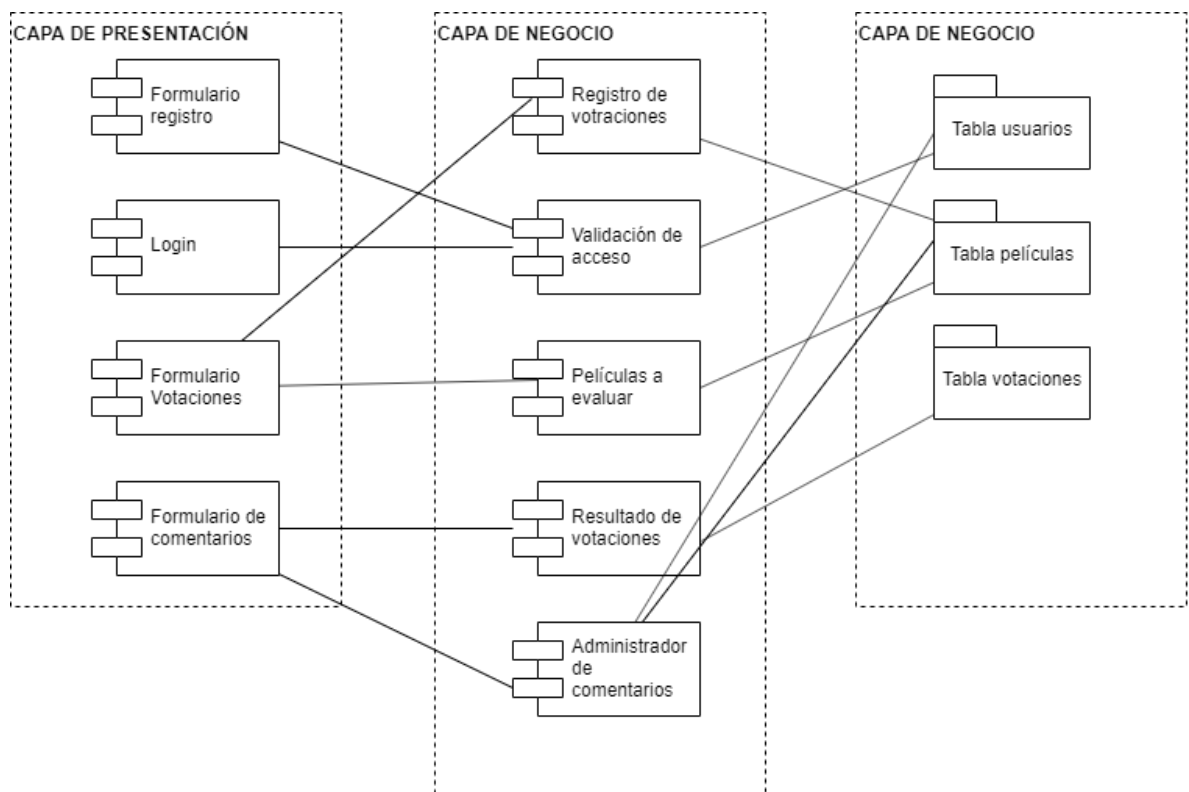 CAPA DE PRESENTACIÓN
Formulario
registro
Login
Formulario
Votaciones
Formulario de
comentarios
CAPA DE NEGOCIO
Registro de
votraciones
Validación de
acceso
Películas a
evaluar
Resultado de
votaciones
Administrador
de
comentarios
CAPA DE NEGOCIO
Tabla usuarios
Tabla películas
Tabla votaciones